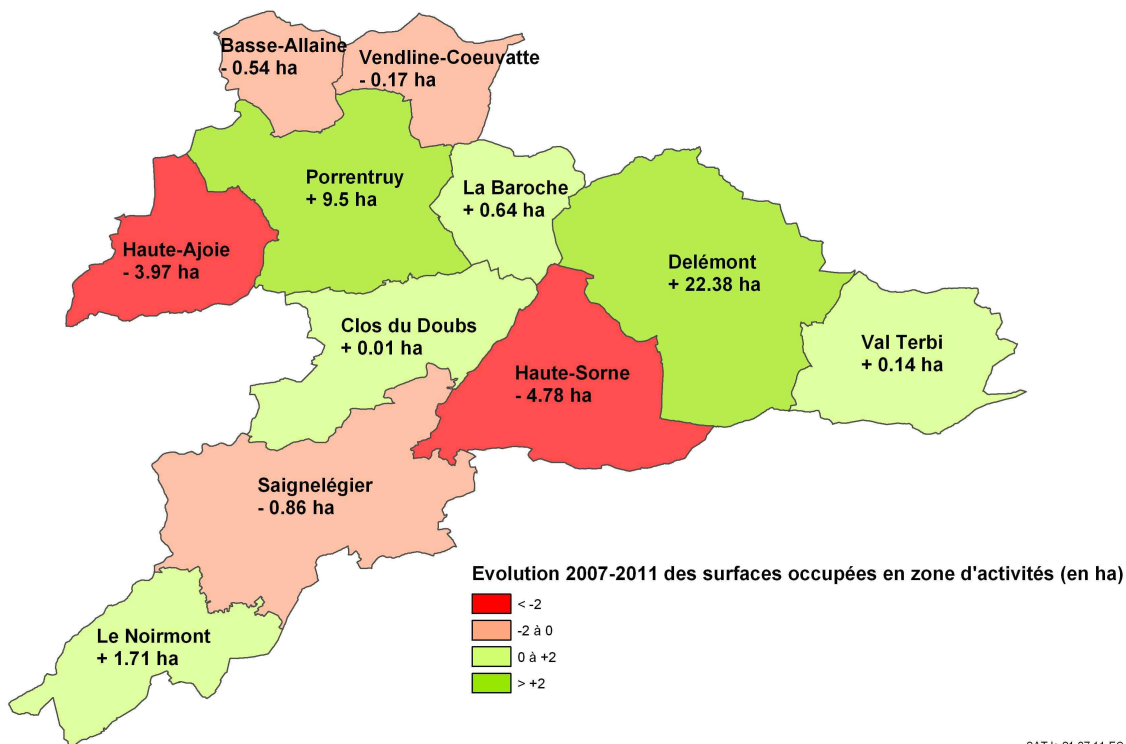 Basse-Allaine
- 0.54 ha
Vendline-Coeuvatte
- 0.17 ha
Porrentruy
+ 9.5 ha
La Baroche
+ 0.64 ha
Haute-Ajoie
- 3.97 ha
Delémont
+ 22.38 ha
Clos du Doubs
+ 0.01 ha
Val Terbi
+ 0.14 ha
Haute-Sorne
- 4.78 ha
Saignelégier
- 0.86 ha
Le Noirmont
+ 1.71 ha
Evolution 2007-2011 des surfaces occupées en zone d'activités (en ha)
< -2
-2 à 0
0 à +2
> +2